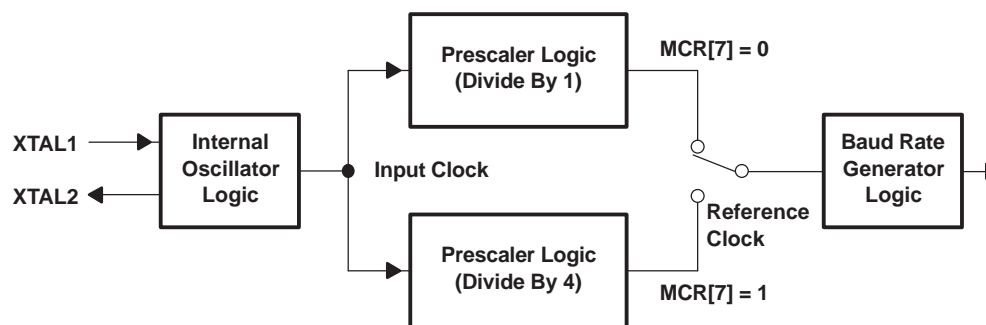 Prescaler Logic
(Divide By 1)
MCR[7] = 0
XTAL1
XTAL2
Internal
Oscillator
Logic
Input Clock
Baud Rate
Generator
Logic
Reference
Clock
Prescaler Logic
(Divide By 4)
MCR[7] = 1